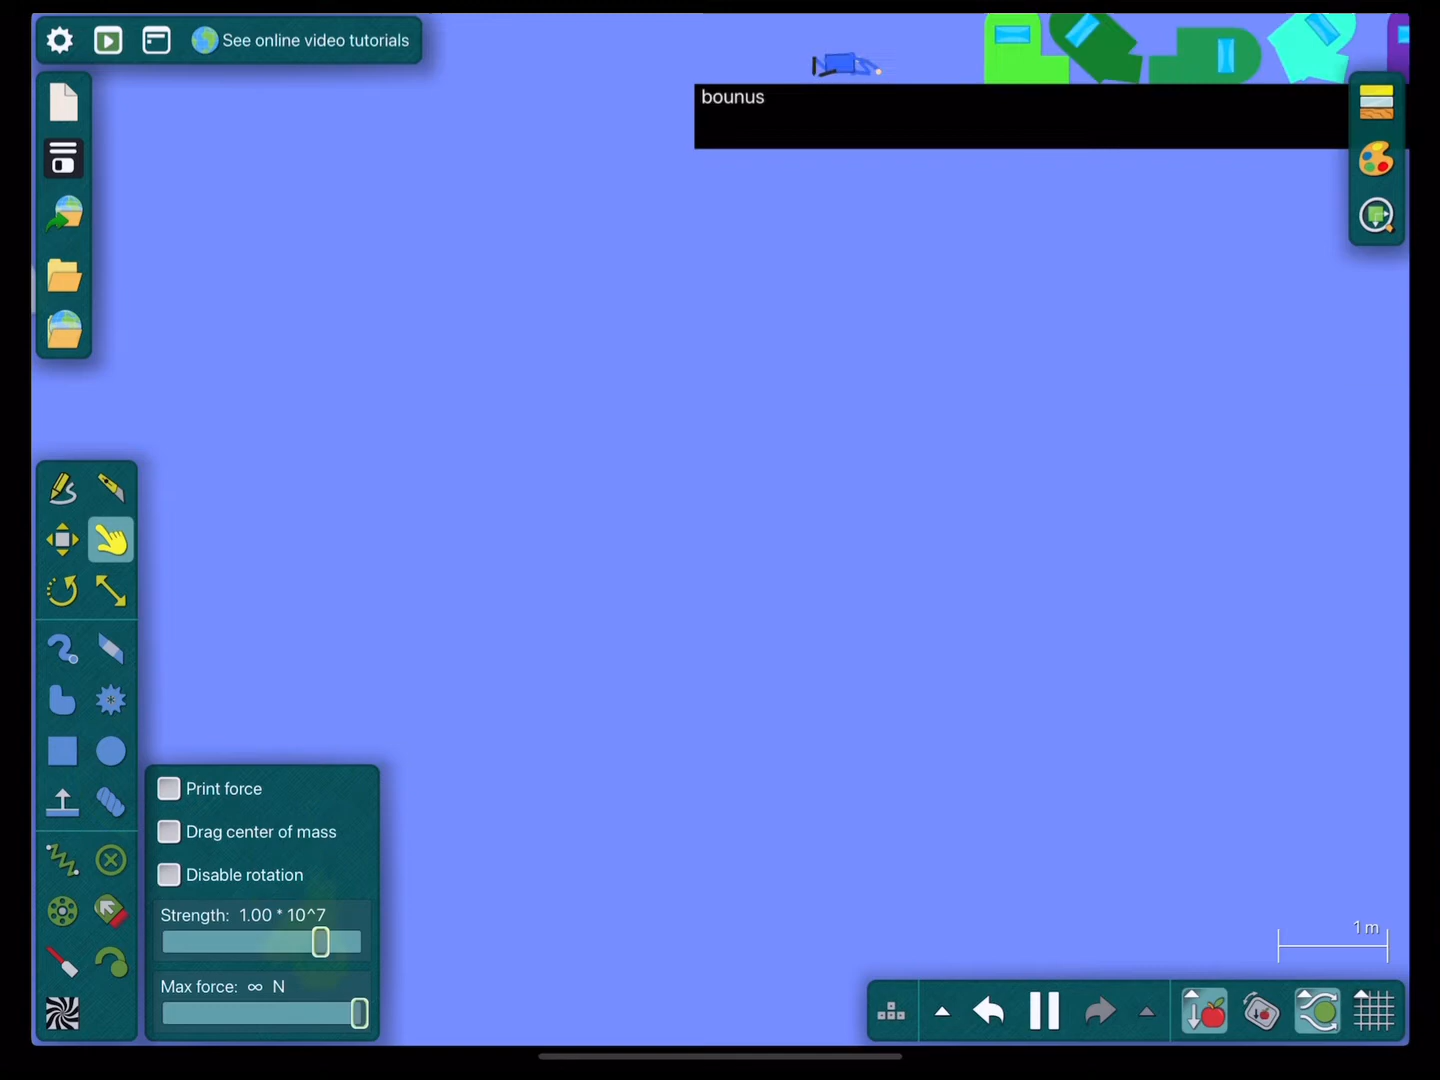 See online video tutorials
bounus
Print force
Drag center of mass
Disable rotation
Strength: 1.00 * 10^7
Max force: ∞ N
1 m